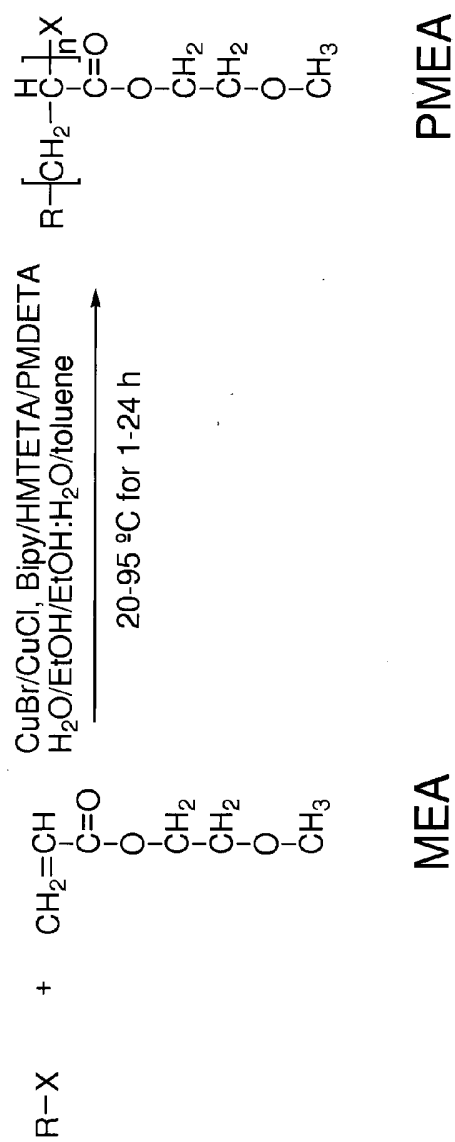 R–X + CH₂=CH
C=O
O
CH₂
CH₂
O
CH₃
MEA
CuBr/CuCl, Bipy/HMTETA/PMDETA
H₂O/EtOH/EtOH:H₂O/toluene
20-95 ºC for 1-24 h
R–[CH₂–C]ₙ–X
H
C=O
O
CH₂
CH₂
O
CH₃
PMEA